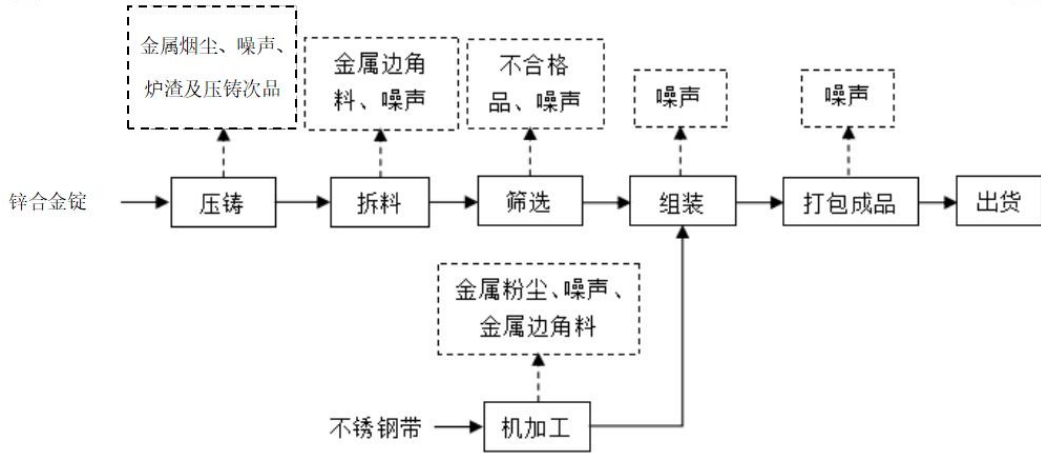 金属烟尘、噪声、
炉渣及压铸次品
金属边角
料、噪声
不合格
品、噪声
噪声
噪声
锌合金锭
压铸
拆料
筛选
组装
打包成品
出货
金属粉尘、噪声、
金属边角料
不锈钢带
机加工